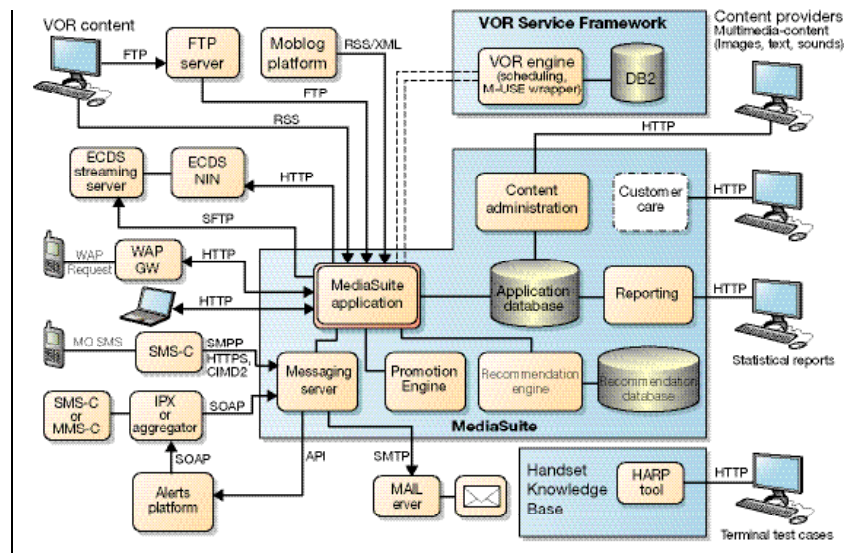 VOR content
FTP
FTP
server
Moblog
platform
RSS/XML
FTP
RSS
VOR Service Framework
VOR engine
(scheduling,
M-USE wrapper)
DB2
Content providers
Multimedia-content
(Images, text, sounds)
HTTP
ECDS
streaming
server
ECDS
NIN
HTTP
SFTP
Content
administration
Customer
care
HTTP
WAP
Request
WAP
GW
HTTP
HTTP
MediaSuite
application
Application
database
Reporting
HTTP
Statistical reports
MO SMS
SMS-C
SMPP
HTTPS,
CIMD2
Messaging
server
Promotion
Engine
Recommendation
engine
Recommendation
database
MediaSuite
SMS-C
or
MMS-C
IPX
or
aggregator
SOAP
SOAP
API
SMTP
Alerts
platform
MAIL
erver
Handset
Knowledge
Base
HARP
tool
HTTP
Terminal test cases